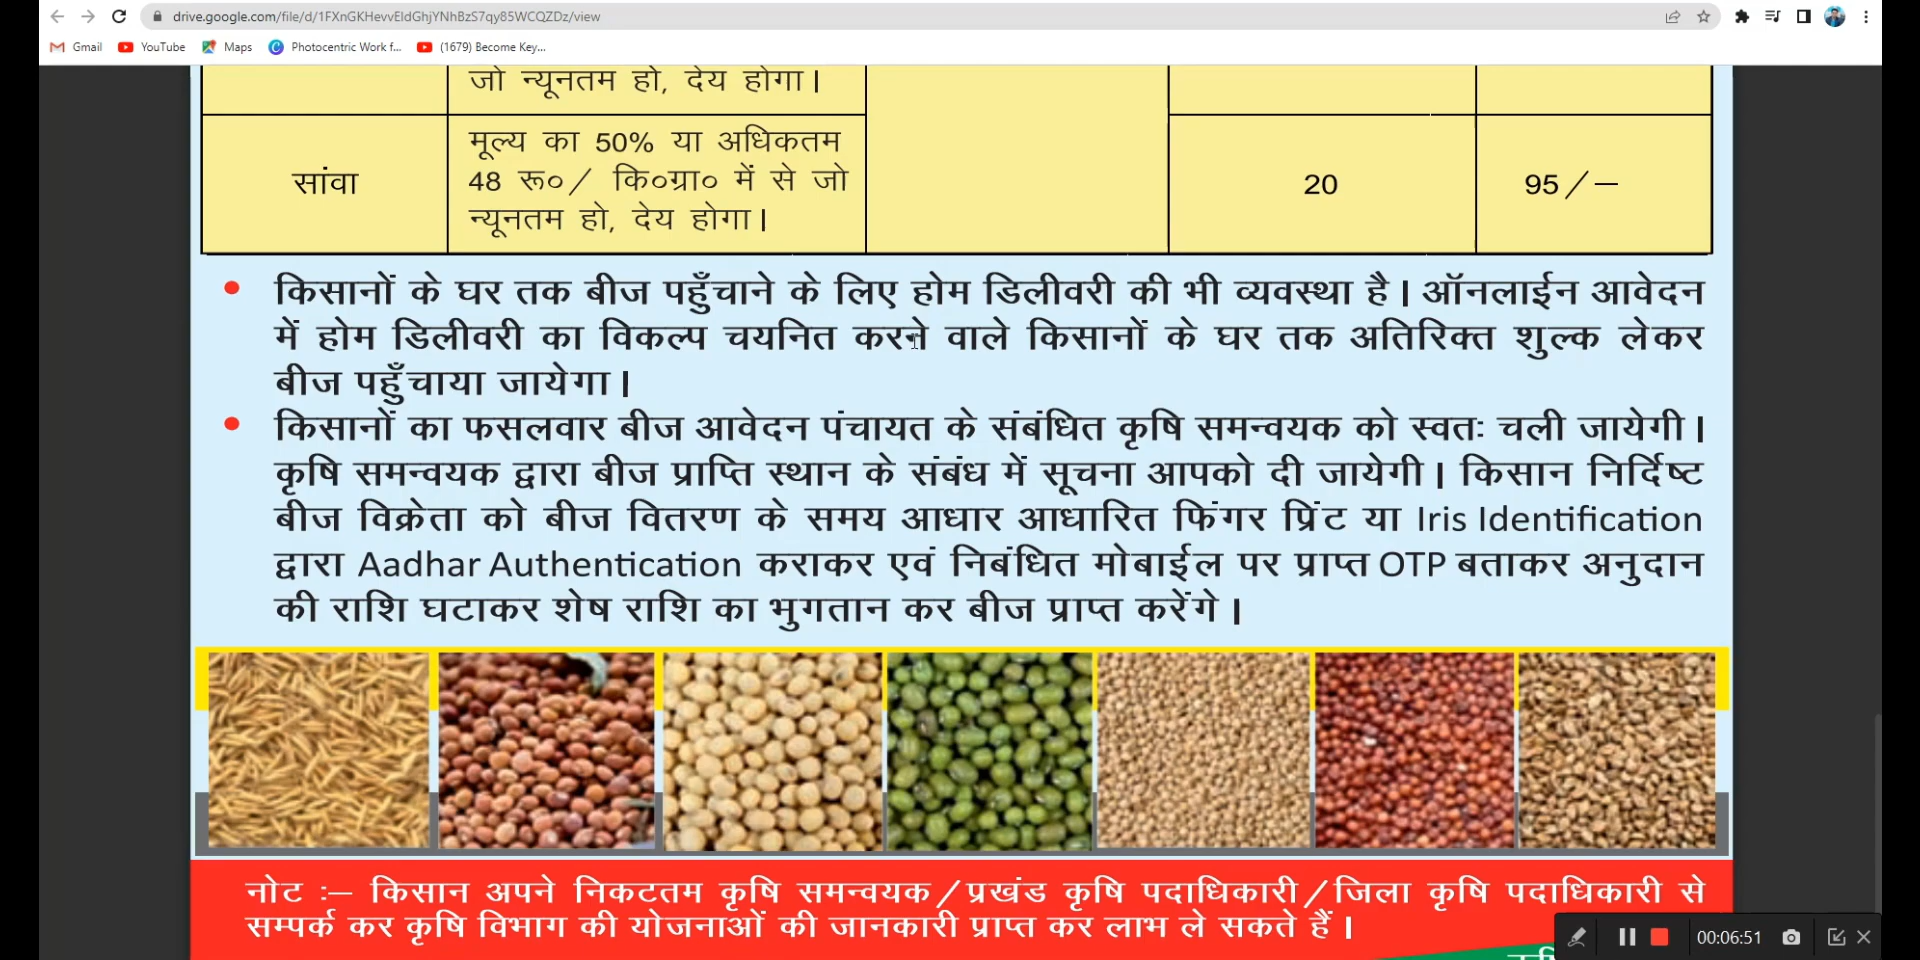 drive.google.com/file/d/1FXnGKHevvEldGhjYNhBzS7qy85WCQZDz/view
Gmail YouTube Maps Photocentric Work f... (1679) Become Key...
जो न्यूनतम हो, देय होगा।
सांवा
मूल्य का 50% या अधिकतम
48 रू०/ कि०ग्रा० में से जो
न्यूनतम हो, देय होगा।
20
95/—
• किसानों के घर तक बीज पहुँचाने के लिए होम डिलीवरी की भी व्यवस्था है। ऑनलाईन आवेदन
में होम डिलीवरी का विकल्प चयनित करने वाले किसानों के घर तक अतिरिक्त शुल्क लेकर
बीज पहुँचाया जायेगा।
• किसानों का फसलवार बीज आवेदन पंचायत के संबंधित कृषि समन्वयक को स्वतः चली जायेगी।
कृषि समन्वयक द्वारा बीज प्राप्ति स्थान के संबंध में सूचना आपको दी जायेगी। किसान निर्दिष्ट
बीज विक्रेता को बीज वितरण के समय आधार आधारित फिंगर प्रिंट या Iris Identification
द्वारा Aadhar Authentication कराकर एवं निबंधित मोबाईल पर प्राप्त OTP बताकर अनुदान
की राशि घटाकर शेष राशि का भुगतान कर बीज प्राप्त करेंगे।
नोट :— किसान अपने निकटतम कृषि समन्वयक/प्रखंड कृषि पदाधिकारी/जिला कृषि पदाधिकारी से
सम्पर्क कर कृषि विभाग की योजनाओं की जानकारी प्राप्त कर लाभ ले सकते हैं।
00:06:51